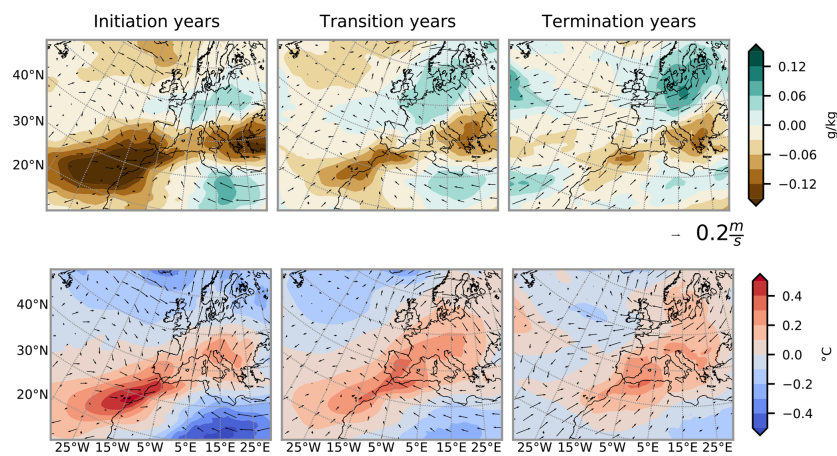 Initiation years Transition years Termination years
40°N
30°N
20°N
0.12
0.06
0.00
−0.06
−0.12
g/kg
→ 0.2 m/s
40°N
30°N
20°N
0.4
0.2
0.0
−0.2
−0.4
°C
25°W 15°W 5°W 5°E 15°E 25°E 25°W 15°W 5°W 5°E 15°E 25°E 25°W 15°W 5°W 5°E 15°E 25°E